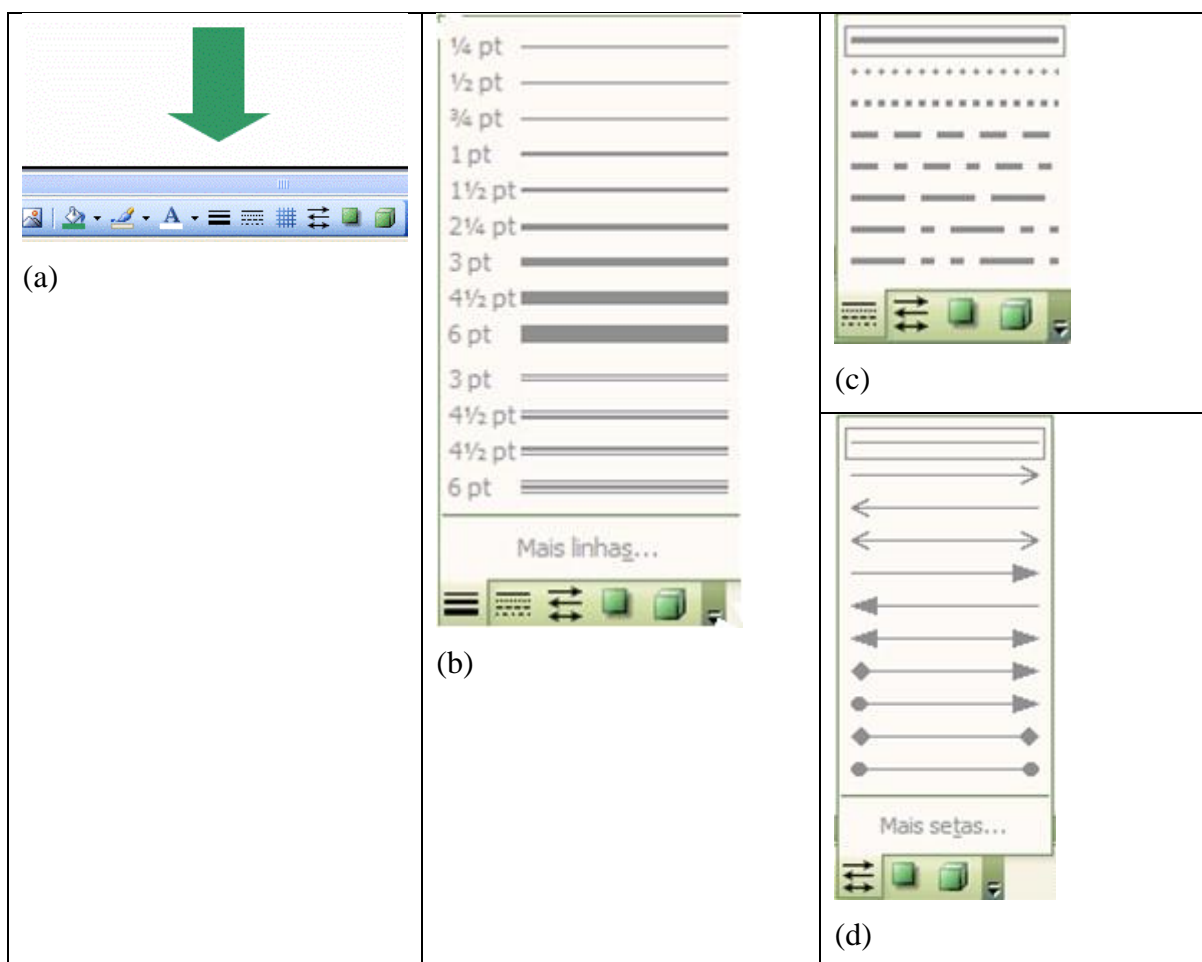 A
(a)
¼ pt
½ pt
¾ pt
1 pt
1½ pt
2¼ pt
3 pt
4½ pt
6 pt
3 pt
4½ pt
4½ pt
6 pt
Mais linhas...
(b)
(c)
Mais setas...
(d)